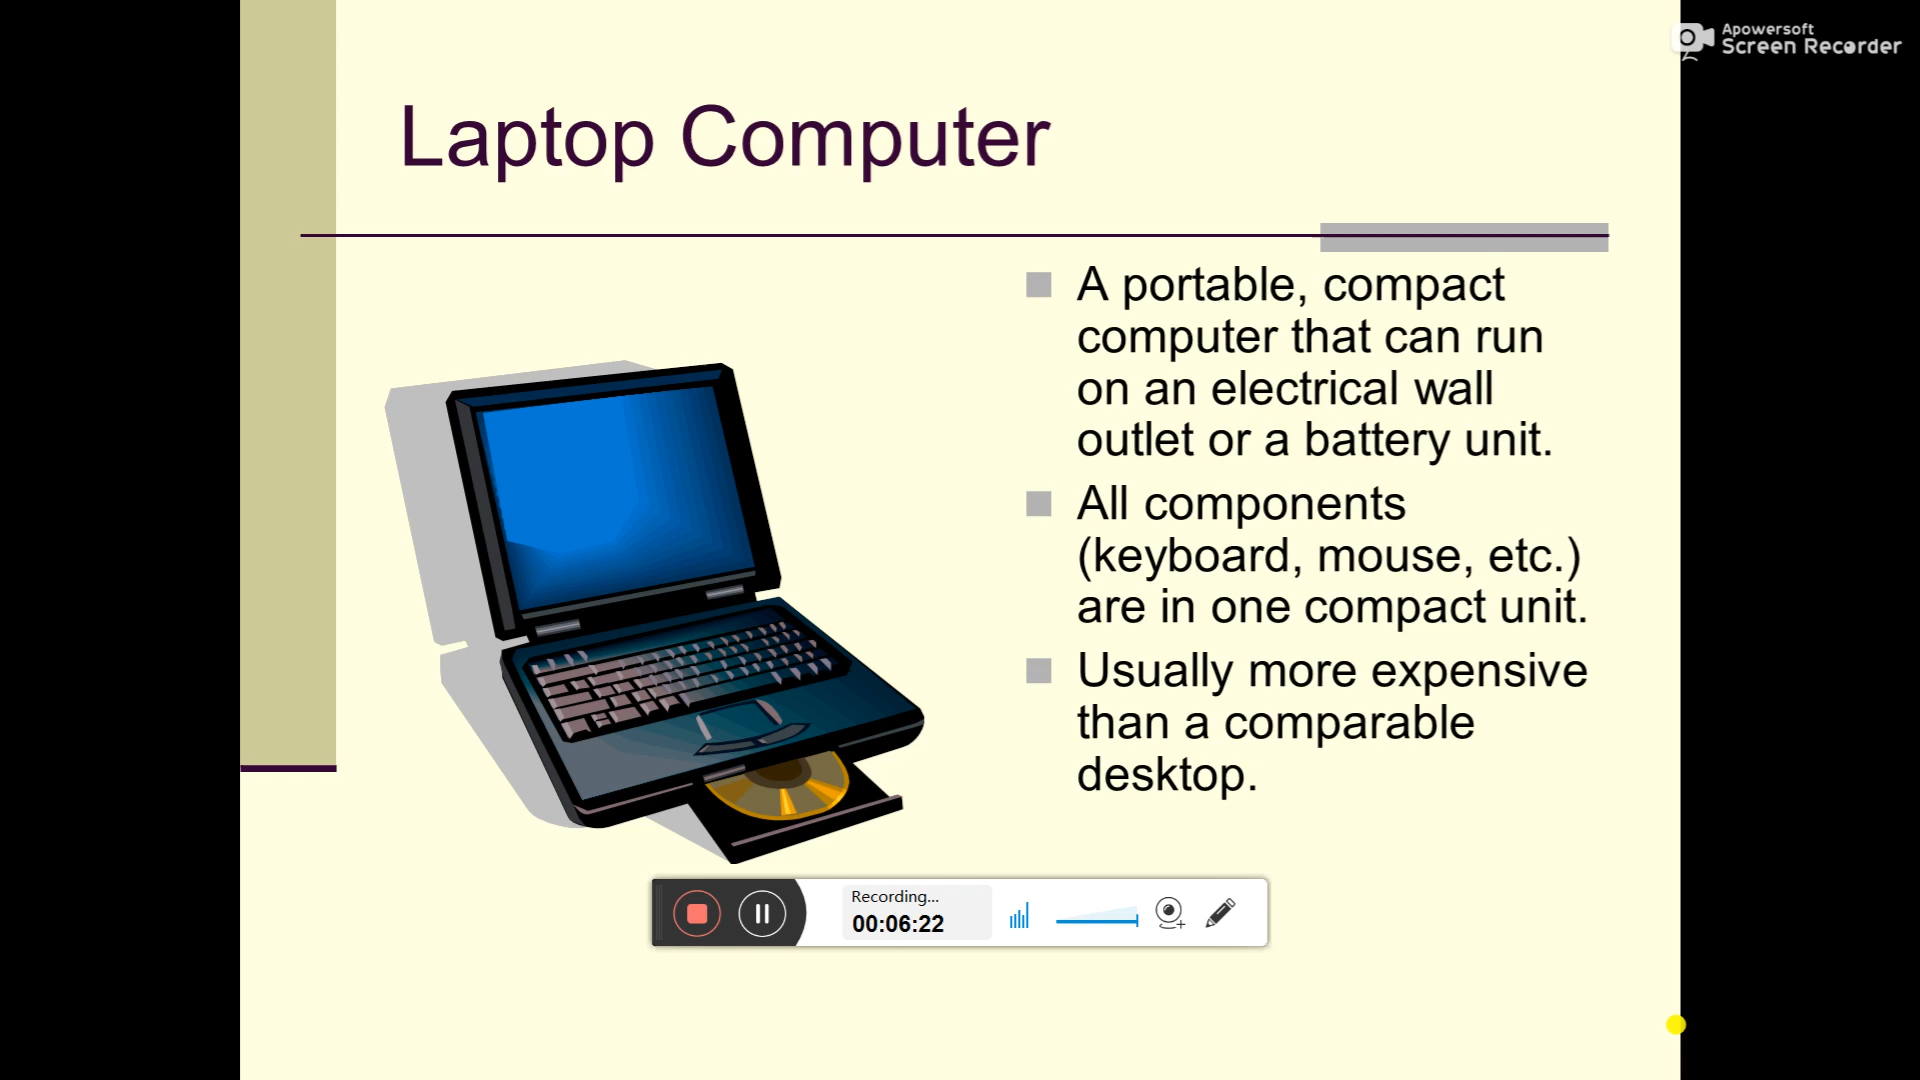 Apowersoft
Screen Recorder
Laptop Computer
A portable, compact
computer that can run
on an electrical wall
outlet or a battery unit.
All components
(keyboard, mouse, etc.)
are in one compact unit.
Usually more expensive
than a comparable
desktop.
Recording...
00:06:22